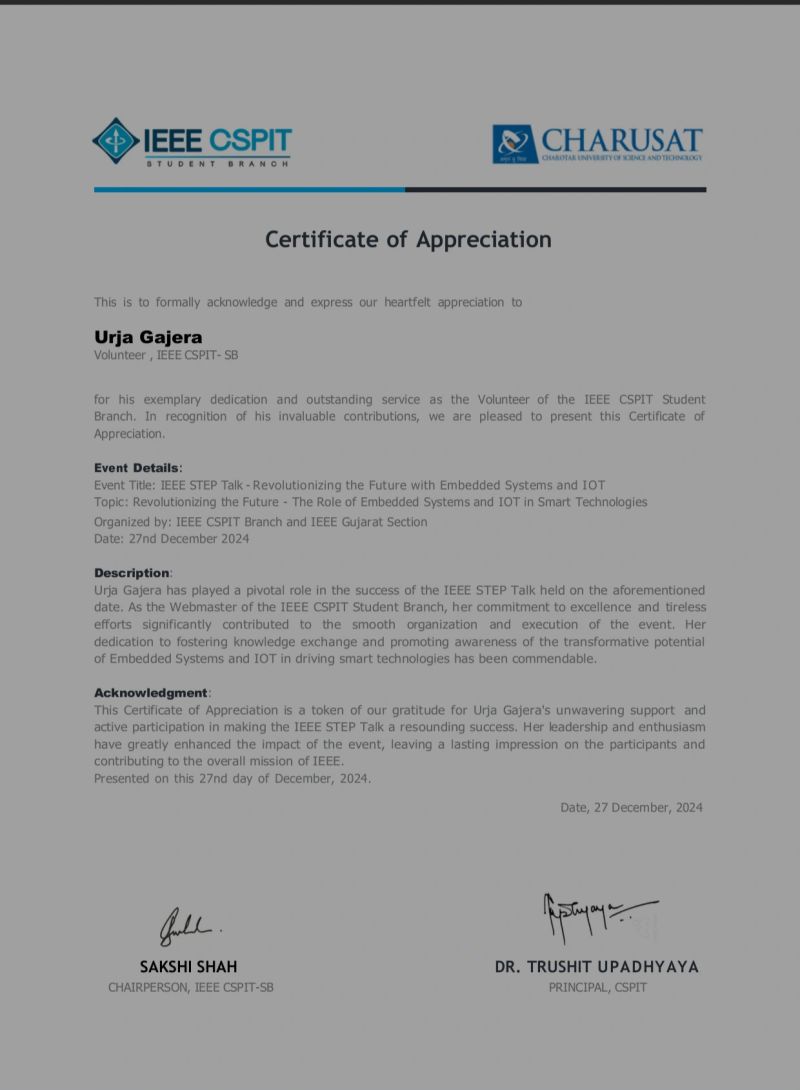 IEEE CSPIT
STUDENT BRANCH
CHARUSAT
CHAROTAR UNIVERSITY OF SCIENCE AND TECHNOLOGY
Certificate of Appreciation
This is to formally acknowledge and express our heartfelt appreciation to
Urja Gajera
Volunteer , IEEE CSPIT- SB
for his exemplary dedication and outstanding service as the Volunteer of the IEEE CSPIT Student
Branch. In recognition of his invaluable contributions, we are pleased to present this Certificate of
Appreciation.
Event Details:
Event Title: IEEE STEP Talk - Revolutionizing the Future with Embedded Systems and IOT
Topic: Revolutionizing the Future - The Role of Embedded Systems and IOT in Smart Technologies
Organized by: IEEE CSPIT Branch and IEEE Gujarat Section
Date: 27nd December 2024
Description:
Urja Gajera has played a pivotal role in the success of the IEEE STEP Talk held on the aforementioned
date. As the Webmaster of the IEEE CSPIT Student Branch, her commitment to excellence and tireless
efforts significantly contributed to the smooth organization and execution of the event. Her
dedication to fostering knowledge exchange and promoting awareness of the transformative potential
of Embedded Systems and IOT in driving smart technologies has been commendable.
Acknowledgment:
This Certificate of Appreciation is a token of our gratitude for Urja Gajera's unwavering support and
active participation in making the IEEE STEP Talk a resounding success. Her leadership and enthusiasm
have greatly enhanced the impact of the event, leaving a lasting impression on the participants and
contributing to the overall mission of IEEE.
Presented on this 27nd day of December, 2024.
Date, 27 December, 2024
SAKSHI SHAH
CHAIRPERSON, IEEE CSPIT-SB
DR. TRUSHIT UPADHYAYA
PRINCIPAL, CSPIT